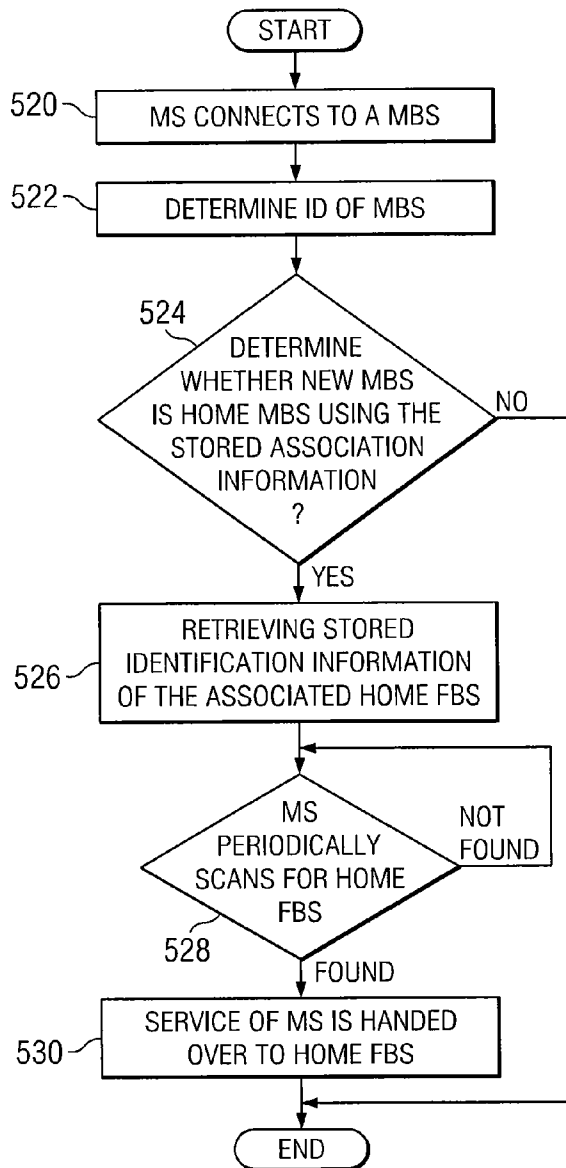 START
520
MS CONNECTS TO A MBS
522
DETERMINE ID OF MBS
524
DETERMINE
WHETHER NEW MBS
IS HOME MBS USING THE
STORED ASSOCIATION
INFORMATION
?
NO
YES
526
RETRIEVING STORED
IDENTIFICATION INFORMATION
OF THE ASSOCIATED HOME FBS
MS
PERIODICALLY
SCANS FOR HOME
FBS
NOT
FOUND
528
FOUND
530
SERVICE OF MS IS HANDED
OVER TO HOME FBS
END